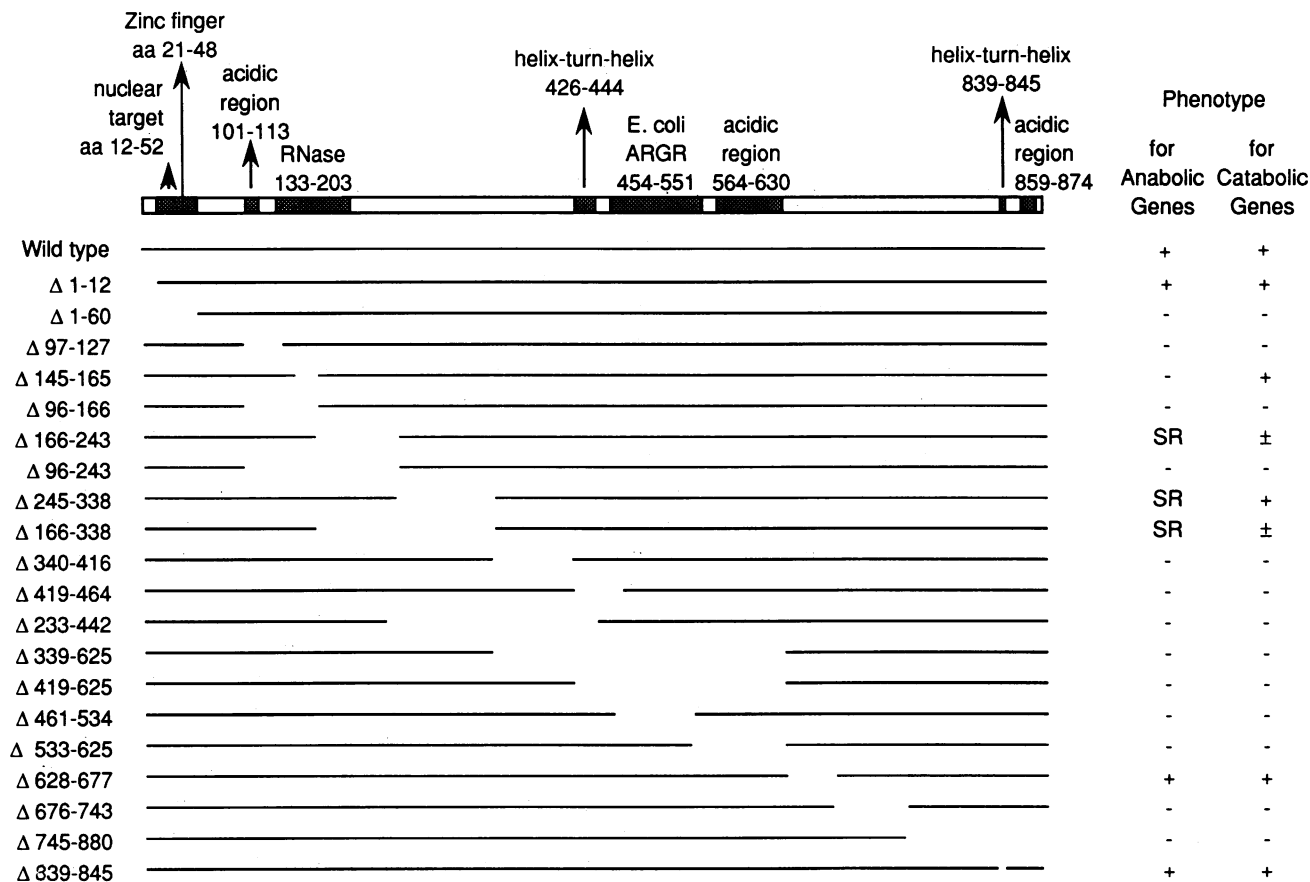 Zinc finger
aa 21-48
nuclear
target
aa 12-52
acidic
region
101-113
RNase
133-203
helix-turn-helix
426-444
E. coli
ARGR
454-551
acidic
region
564-630
helix-turn-helix
839-845
acidic
region
859-874
Phenotype
for
Anabolic
Genes
for
Catabolic
Genes
Wild type + +
Δ 1-12 + +
Δ 1-60 - -
Δ 97-127 - -
Δ 145-165 - +
Δ 96-166 - -
Δ 166-243 SR ±
Δ 96-243 - -
Δ 245-338 SR +
Δ 166-338 SR ±
Δ 340-416 - -
Δ 419-464 - -
Δ 233-442 - -
Δ 339-625 - -
Δ 419-625 - -
Δ 461-534 - -
Δ 533-625 - -
Δ 628-677 + +
Δ 676-743 - -
Δ 745-880 - -
Δ 839-845 + +